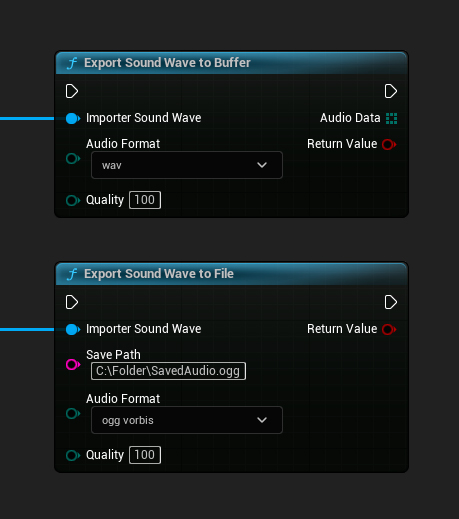 Export Sound Wave to Buffer
Importer Sound Wave Audio Data
Audio Format Return Value
wav
Quality 100
Export Sound Wave to File
Importer Sound Wave Return Value
Save Path
C:\Folder\SavedAudio.ogg
Audio Format
ogg vorbis
Quality 100